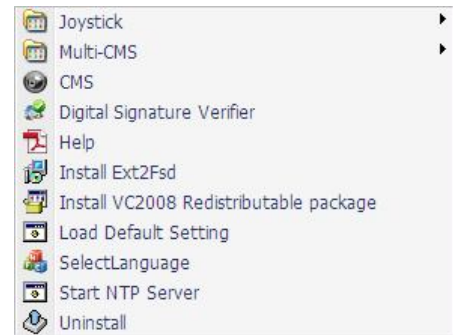 Joystick
Multi-CMS
CMS
Digital Signature Verifier
Help
Install Ext2Fsd
Install VC2008 Redistributable package
Load Default Setting
SelectLanguage
Start NTP Server
Uninstall